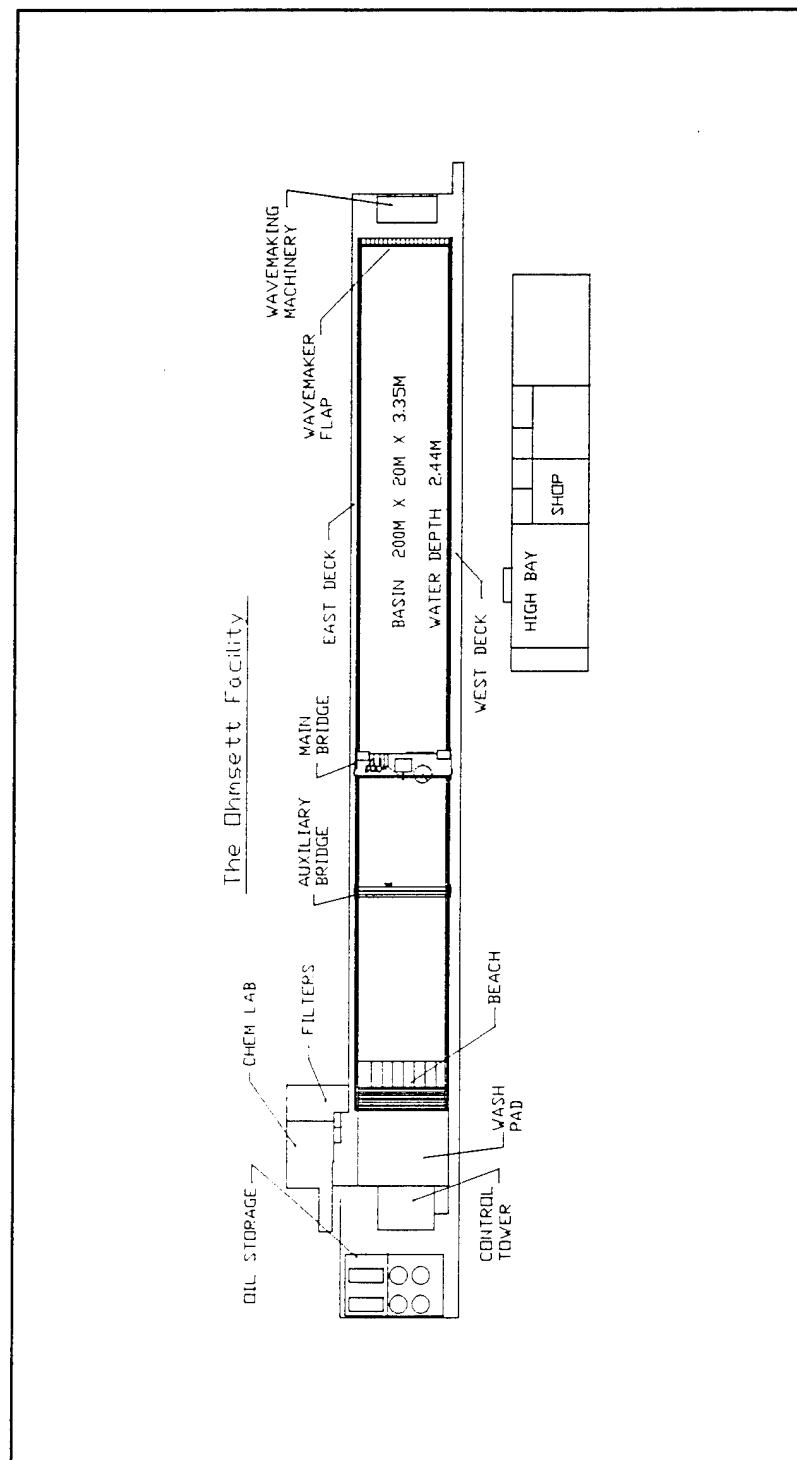 The Ohmsett Facility
OIL STORAGE
CHEM LAB
FILTERS
AUXILIARY
BRIDGE
MAIN
BRIDGE
EAST DECK
WAVEMAKER
FLAP
WAVEMAKING
MACHINERY
BASIN 200M X 20M X 3.35M
WATER DEPTH 2.44M
CONTROL
TOWER
WASH
PAD
BEACH
WEST DECK
HIGH BAY
SHOP